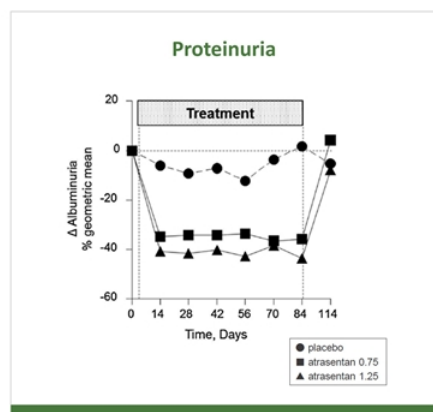 Proteinuria
20
Treatment
0
-20
-40
-60
Δ Albuminuria
% geometric mean
0 14 28 42 56 70 84 114
Time, Days
placebo
atrasentan 0.75
atrasentan 1.25